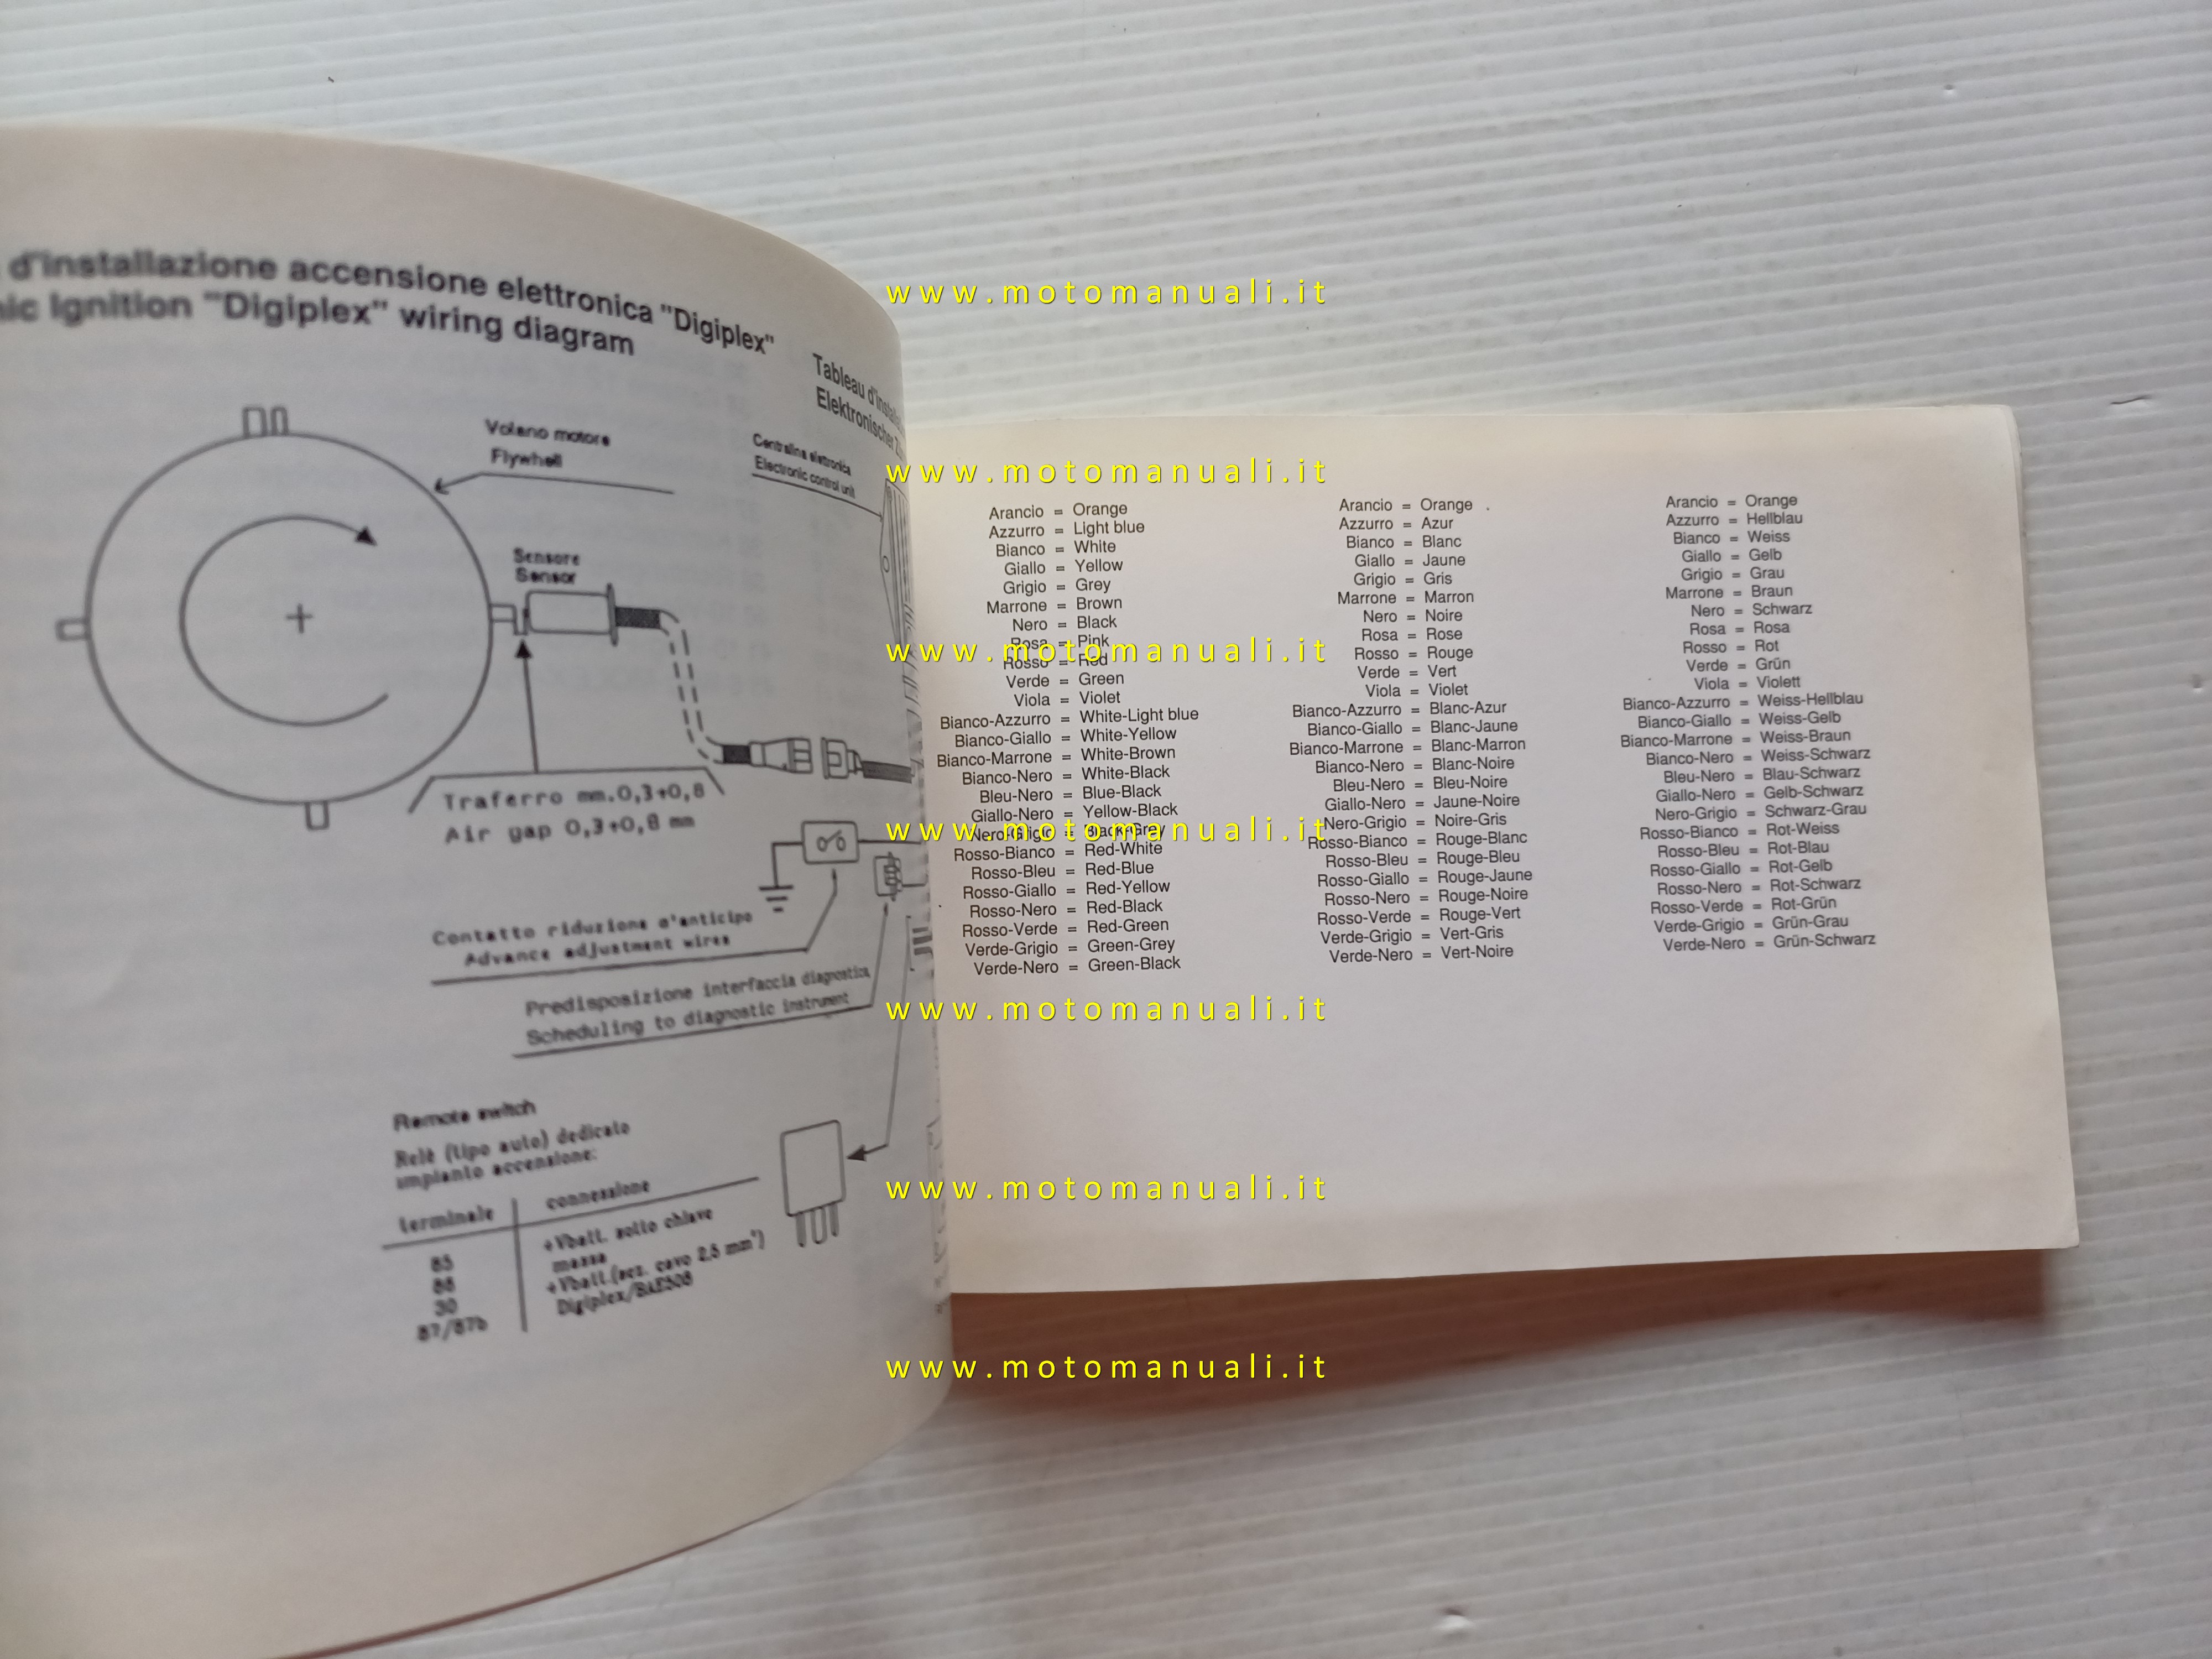 d'installazione accensione elettronica "Digiplex"
Ignition "Digiplex" wiring diagram
Tableau
Elektronischer
Volano motore
Flywhell
Centralina elettronica
Electronic control unit
Sensore
Sensor
Traferro mm.0,3÷0,8
Air gap 0,3÷0,8 mm
Contatto riduzione d'anticipo
Advance adjustment wires
Predisposizione interfaccia diagnostica
Scheduling to diagnostic instrument
Remote switch
Relè (tipo auto) dedicato
impianto accensione:
terminale connessione
85 +Vbatt. sotto chiave
86 massa
30 +Vbatt.(sez. cavo 2,5 mm²)
87/87b Digiplex/BAE508
Arancio = Orange
Azzurro = Light blue
Bianco = White
Giallo = Yellow
Grigio = Grey
Marrone = Brown
Nero = Black
Rosa = Pink
Rosso = Red
Verde = Green
Viola = Violet
Bianco-Azzurro = White-Light blue
Bianco-Giallo = White-Yellow
Bianco-Marrone = White-Brown
Bianco-Nero = White-Black
Bleu-Nero = Blue-Black
Giallo-Nero = Yellow-Black
Nero-Grigio = Black-Grey
Rosso-Bianco = Red-White
Rosso-Bleu = Red-Blue
Rosso-Giallo = Red-Yellow
Rosso-Nero = Red-Black
Rosso-Verde = Red-Green
Verde-Grigio = Green-Grey
Verde-Nero = Green-Black
Arancio = Orange
Azzurro = Azur
Bianco = Blanc
Giallo = Jaune
Grigio = Gris
Marrone = Marron
Nero = Noire
Rosa = Rose
Rosso = Rouge
Verde = Vert
Viola = Violet
Bianco-Azzurro = Blanc-Azur
Bianco-Giallo = Blanc-Jaune
Bianco-Marrone = Blanc-Marron
Bianco-Nero = Blanc-Noire
Bleu-Nero = Bleu-Noire
Giallo-Nero = Jaune-Noire
Nero-Grigio = Noire-Gris
Rosso-Bianco = Rouge-Blanc
Rosso-Bleu = Rouge-Bleu
Rosso-Giallo = Rouge-Jaune
Rosso-Nero = Rouge-Noire
Rosso-Verde = Rouge-Vert
Verde-Grigio = Vert-Gris
Verde-Nero = Vert-Noire
Arancio = Orange
Azzurro = Hellblau
Bianco = Weiss
Giallo = Gelb
Grigio = Grau
Marrone = Braun
Nero = Schwarz
Rosa = Rosa
Rosso = Rot
Verde = Grün
Viola = Violett
Bianco-Azzurro = Weiss-Hellblau
Bianco-Giallo = Weiss-Gelb
Bianco-Marrone = Weiss-Braun
Bianco-Nero = Weiss-Schwarz
Bleu-Nero = Blau-Schwarz
Giallo-Nero = Gelb-Schwarz
Nero-Grigio = Schwarz-Grau
Rosso-Bianco = Rot-Weiss
Rosso-Bleu = Rot-Blau
Rosso-Giallo = Rot-Gelb
Rosso-Nero = Rot-Schwarz
Rosso-Verde = Rot-Grün
Verde-Grigio = Grün-Grau
Verde-Nero = Grün-Schwarz
www.motomanuali.it
www.motomanuali.it
www.motomanuali.it
www.motomanuali.it
www.motomanuali.it
www.motomanuali.it
www.motomanuali.it